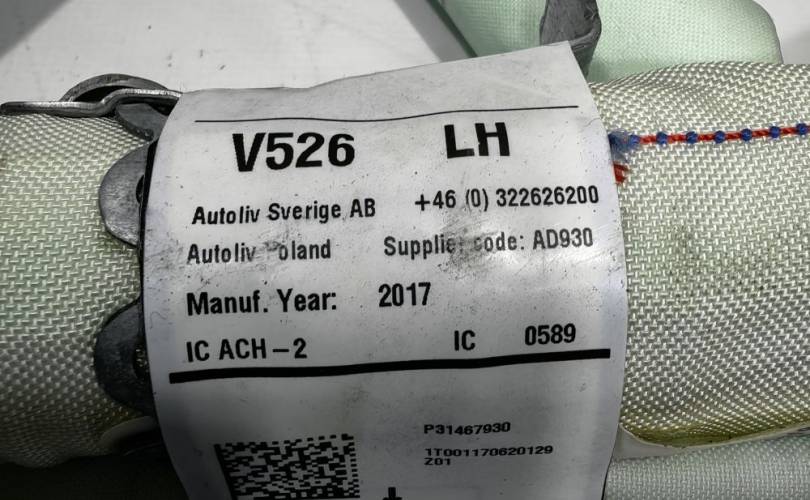 V526 LH
Autoliv Sverige AB +46 (0) 322626200
Autoliv Poland Supplier code: AD930
Manuf. Year: 2017
IC ACH-2 IC 0589
P31467930
1T001170620129
Z01